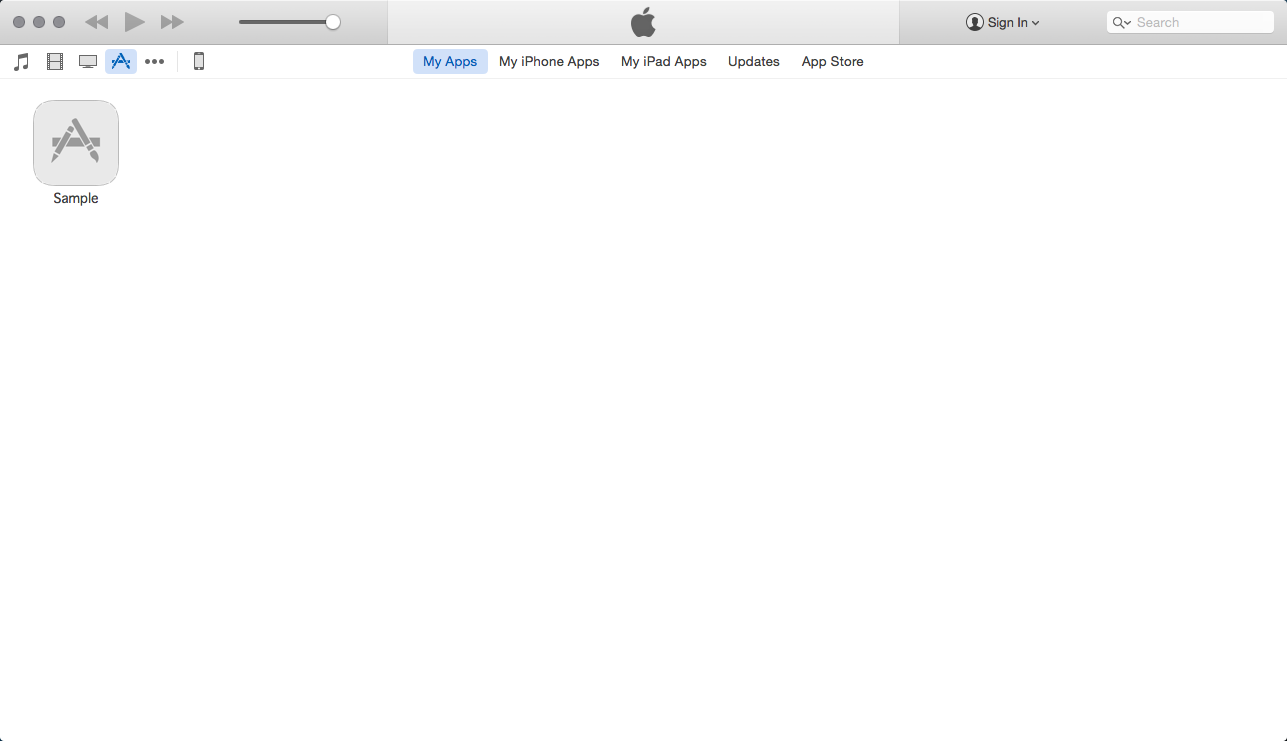 Sign In
Search
My Apps
My iPhone Apps
My iPad Apps
Updates
App Store
Sample